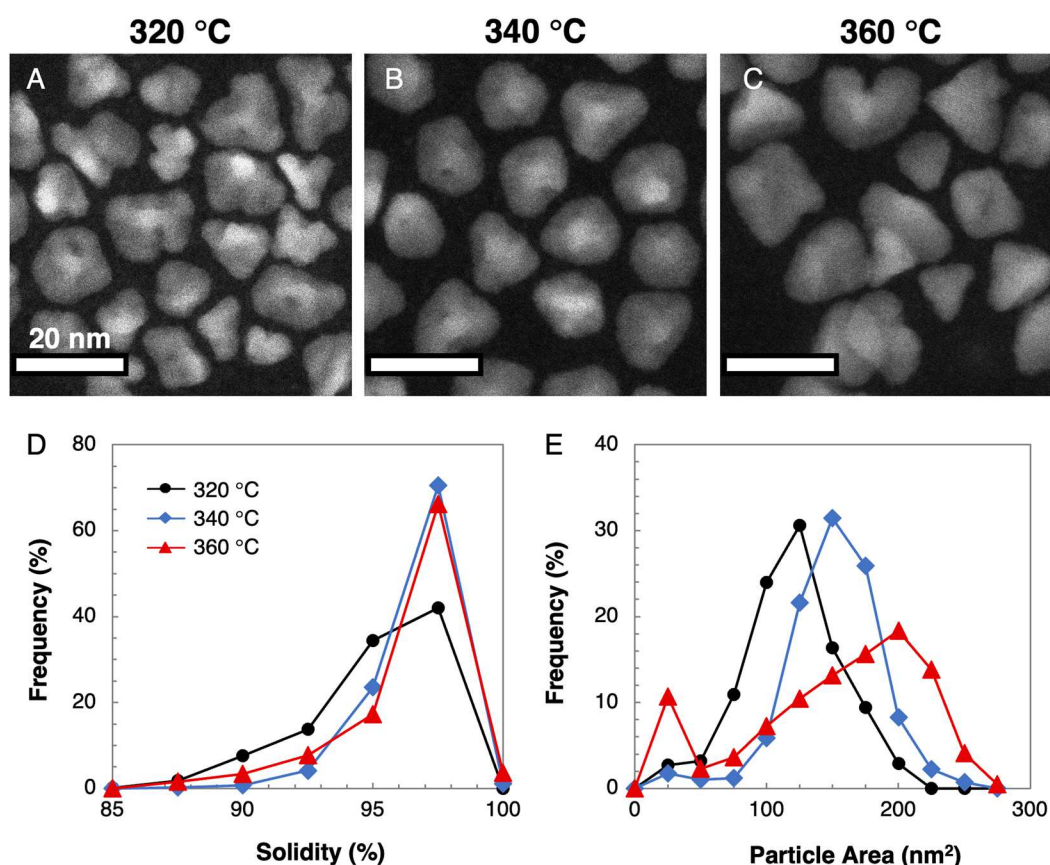 320 °C 340 °C 360 °C
A B C
20 nm
D E
80
60
40
20
0
85 90 95 100
Frequency (%)
Solidity (%)
320 °C
340 °C
360 °C
40
30
20
10
0
0 100 200 300
Frequency (%)
Particle Area (nm²)